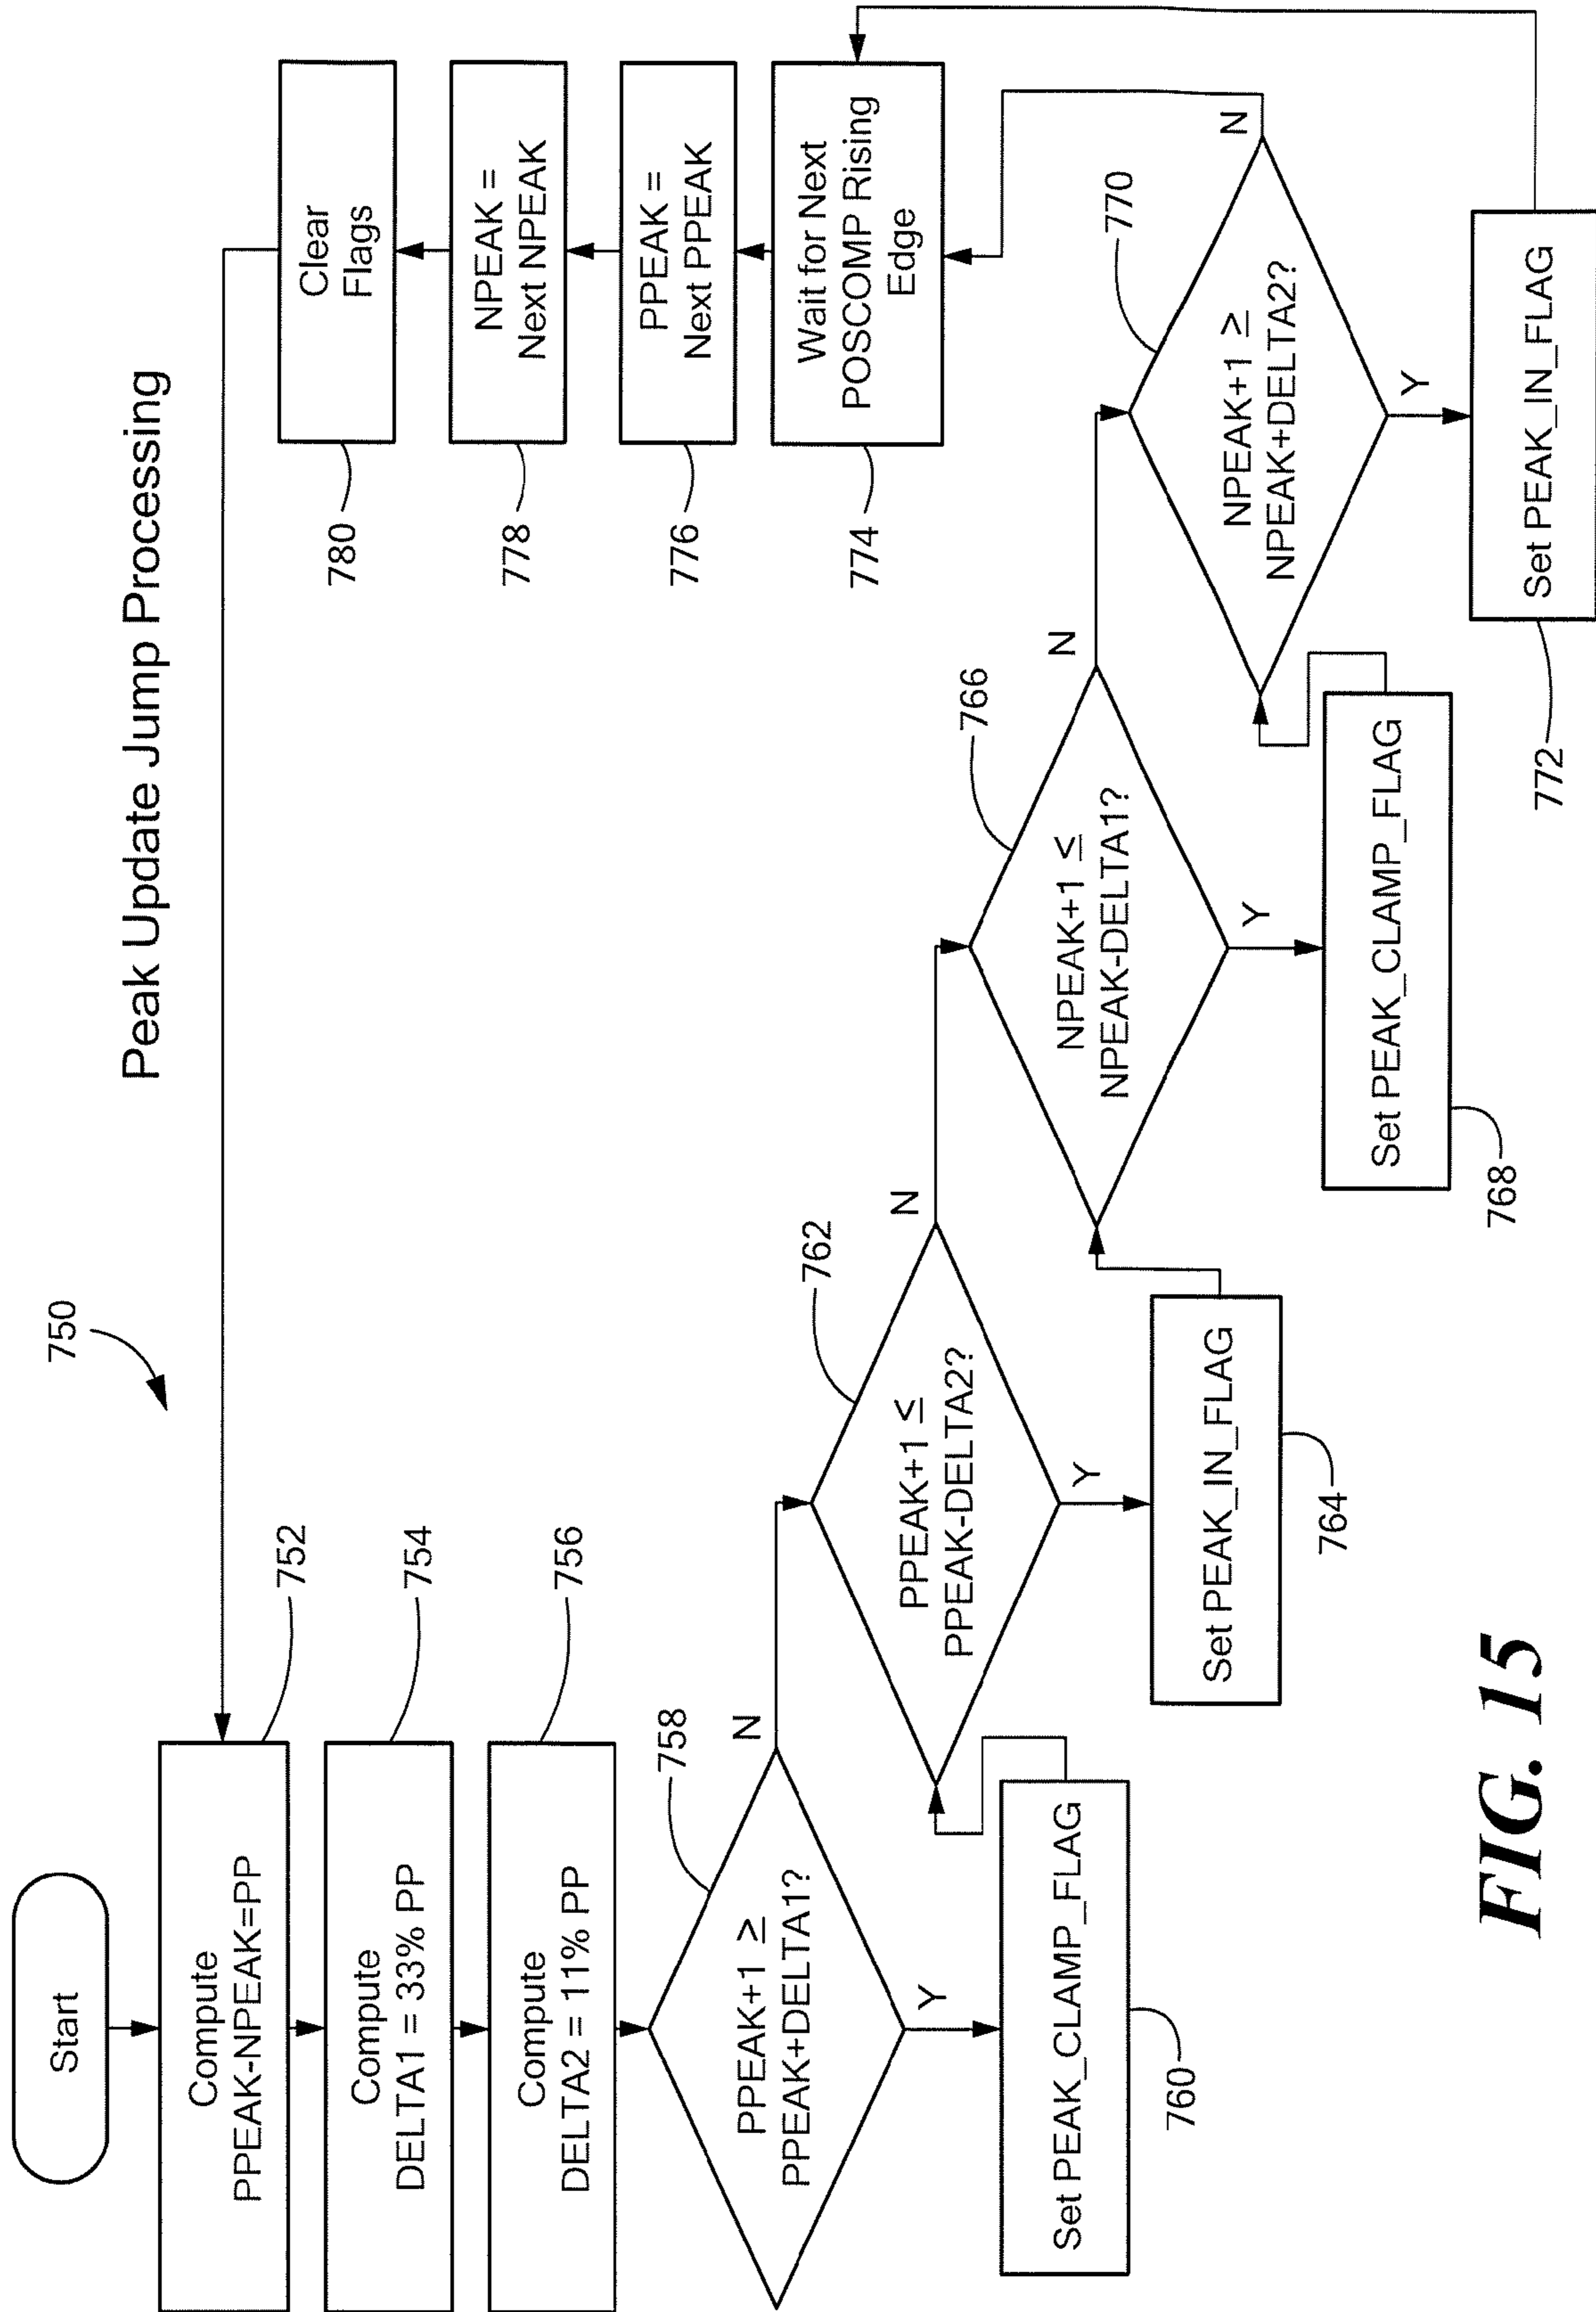 Peak Update Jump Processing
750
Start
Compute
PPEAK-NPEAK=PP
752
Compute
DELTA1 = 33% PP
754
Compute
DELTA2 = 11% PP
756
PPEAK+1 ≥
PPEAK+DELTA1?
758
N
Y
Set PEAK_CLAMP_FLAG
760
PPEAK+1 ≤
PPEAK-DELTA2?
762
N
Y
Set PEAK_IN_FLAG
764
NPEAK+1 ≤
NPEAK-DELTA1?
766
N
Y
Set PEAK_CLAMP_FLAG
768
NPEAK+1 ≥
NPEAK+DELTA2?
770
N
Y
Set PEAK_IN_FLAG
772
Wait for Next
POSCOMP Rising
Edge
774
PPEAK =
Next PPEAK
776
NPEAK =
Next NPEAK
778
Clear
Flags
780
FIG. 15